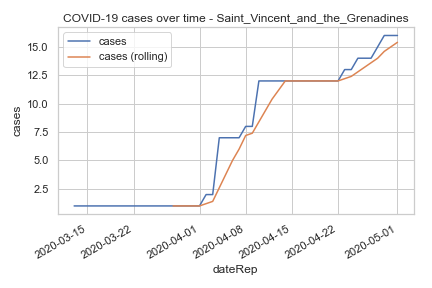 COVID-19 cases over time - Saint_Vincent_and_the_Grenadines
cases
cases (rolling)
cases
15.0
12.5
10.0
7.5
5.0
2.5
2020-03-15
2020-03-22
2020-04-01
2020-04-08
2020-04-15
2020-04-22
2020-05-01
dateRep